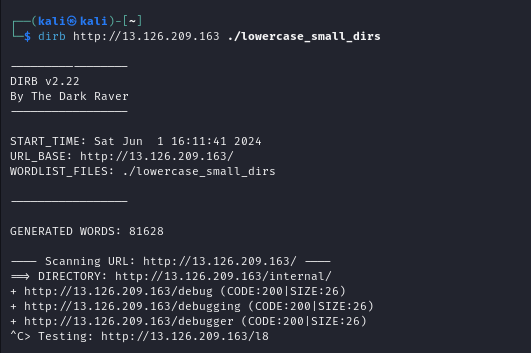 ┌──(kali㉿kali)-[~]
└─$ dirb http://13.126.209.163 ./lowercase_small_dirs
-----------------
DIRB v2.22
By The Dark Raver
-----------------
START_TIME: Sat Jun  1 16:11:41 2024
URL_BASE: http://13.126.209.163/
WORDLIST_FILES: ./lowercase_small_dirs
-----------------
GENERATED WORDS: 81628
---- Scanning URL: http://13.126.209.163/ ----
==> DIRECTORY: http://13.126.209.163/internal/
+ http://13.126.209.163/debug (CODE:200|SIZE:26)
+ http://13.126.209.163/debugging (CODE:200|SIZE:26)
+ http://13.126.209.163/debugger (CODE:200|SIZE:26)
^C> Testing: http://13.126.209.163/l8